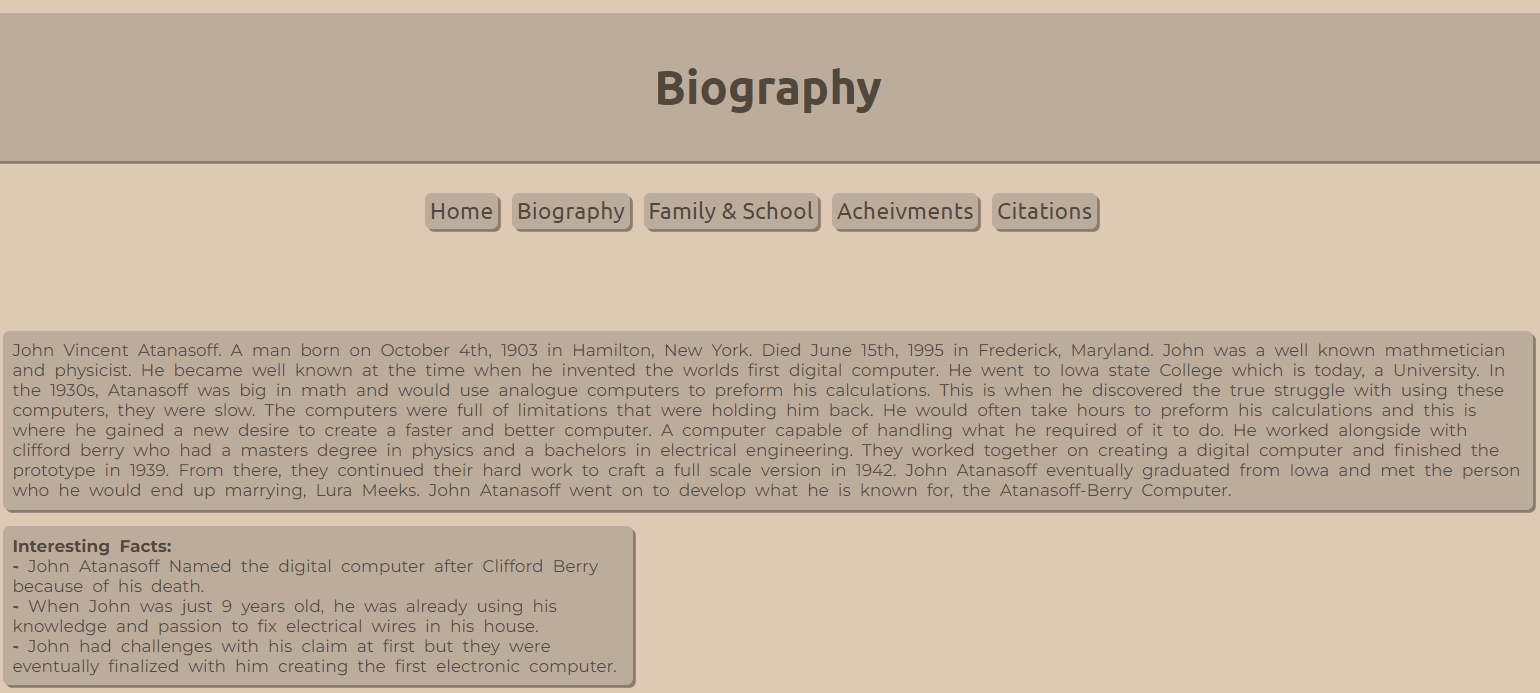 Biography
Home Biography Family & School Acheivments Citations
John Vincent Atanasoff. A man born on October 4th, 1903 in Hamilton, New York. Died June 15th, 1995 in Frederick, Maryland. John was a well known mathmetician
and physicist. He became well known at the time when he invented the worlds first digital computer. He went to Iowa state College which is today, a University. In
the 1930s, Atanasoff was big in math and would use analogue computers to preform his calculations. This is when he discovered the true struggle with using these
computers, they were slow. The computers were full of limitations that were holding him back. He would often take hours to preform his calculations and this is
where he gained a new desire to create a faster and better computer. A computer capable of handling what he required of it to do. He worked alongside with
clifford berry who had a masters degree in physics and a bachelors in electrical engineering. They worked together on creating a digital computer and finished the
prototype in 1939. From there, they continued their hard work to craft a full scale version in 1942. John Atanasoff eventually graduated from Iowa and met the person
who he would end up marrying, Lura Meeks. John Atanasoff went on to develop what he is known for, the Atanasoff-Berry Computer.
Interesting Facts:
- John Atanasoff Named the digital computer after Clifford Berry
because of his death.
- When John was just 9 years old, he was already using his
knowledge and passion to fix electrical wires in his house.
- John had challenges with his claim at first but they were
eventually finalized with him creating the first electronic computer.